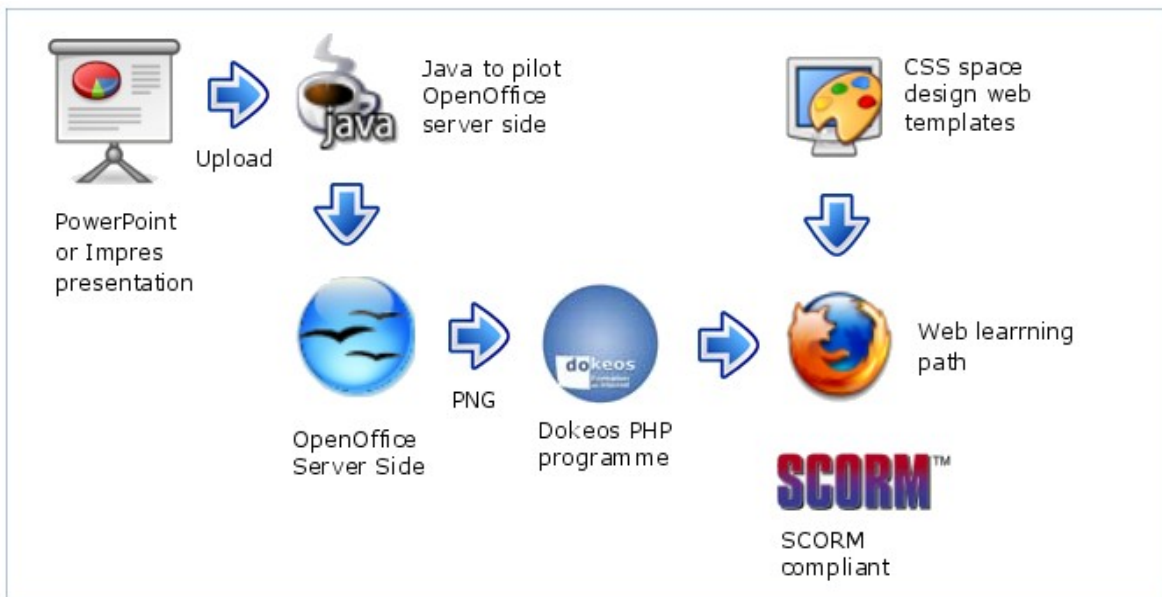 Java to pilot
OpenOffice
server side
CSS space
design web
templates
java
Upload
PowerPoint
or Impres
presentation
Web learrning
path
dokeos
PNG
OpenOffice
Server Side
Dokeos PHP
programme
SCORM™
SCORM
compliant